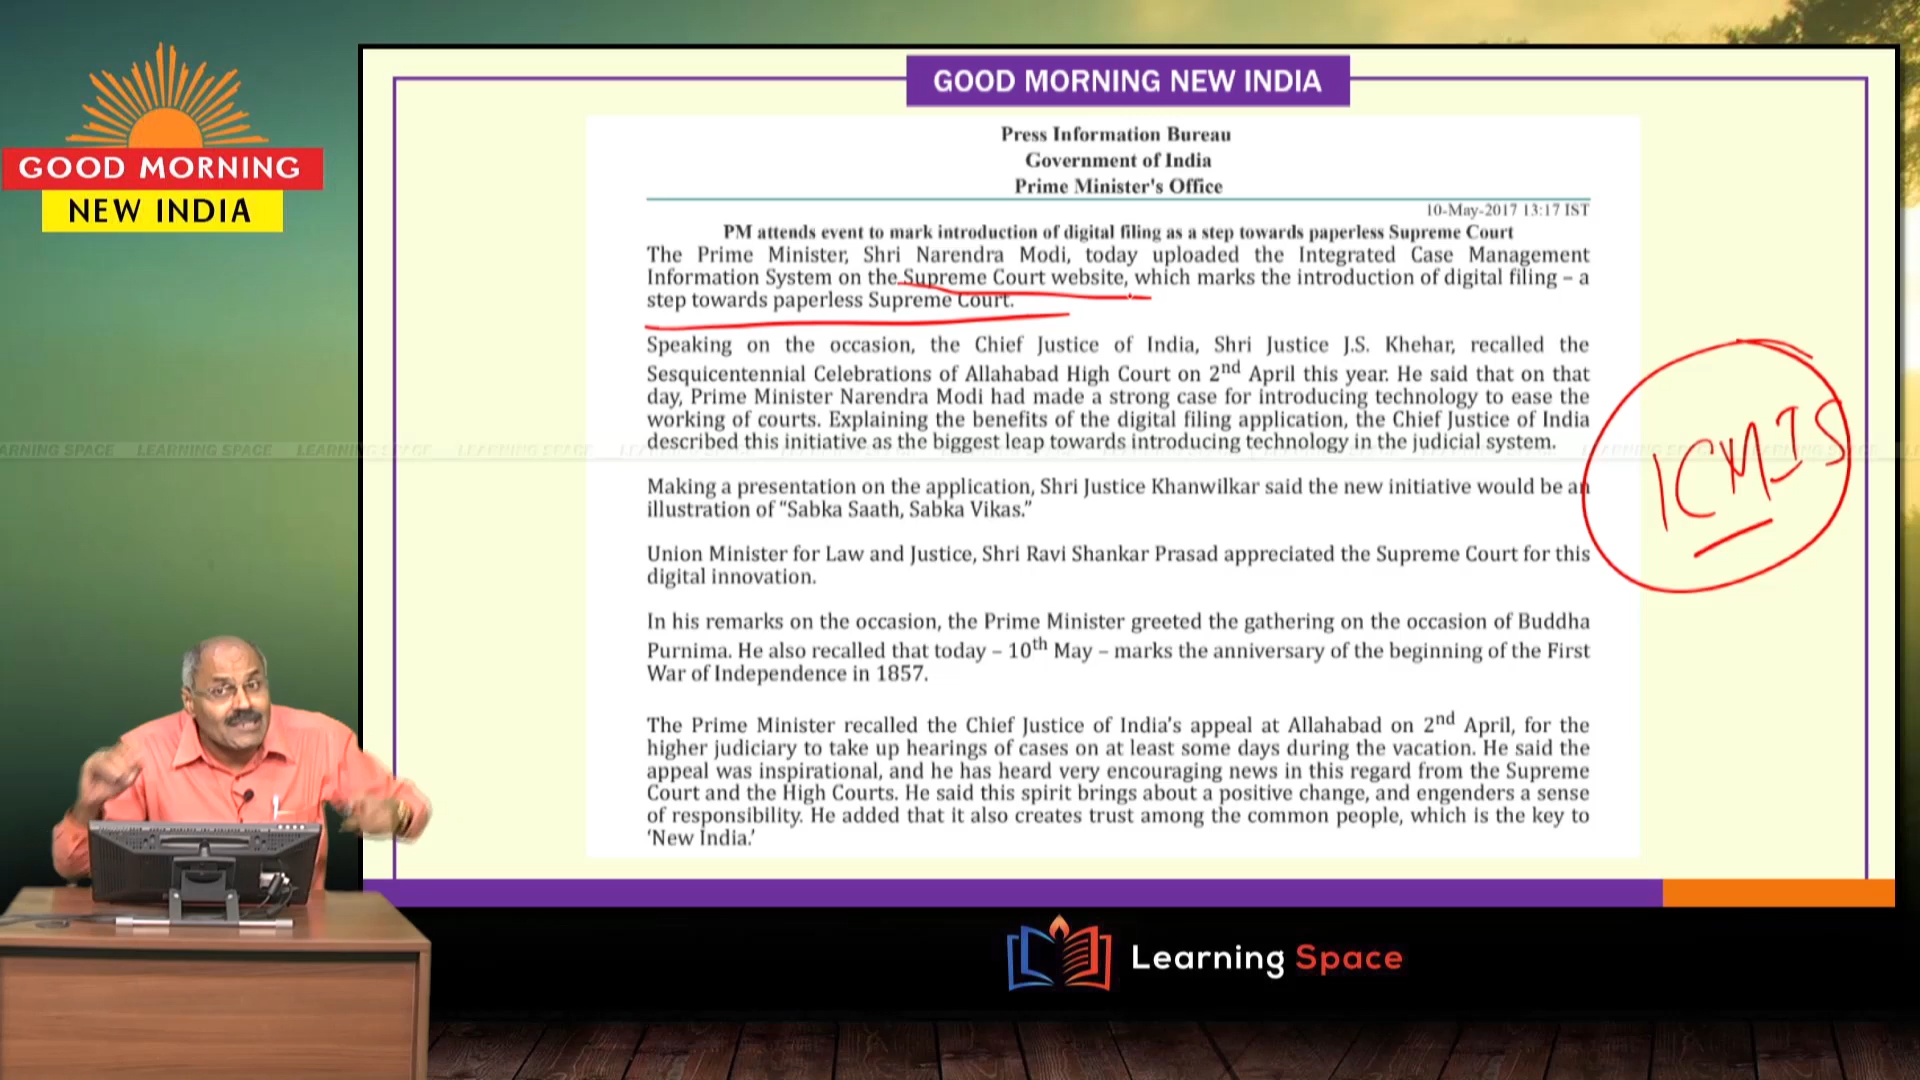 GOOD MORNING
NEW INDIA
GOOD MORNING NEW INDIA
Press Information Bureau
Government of India
Prime Minister's Office
10-May-2017 13:17 IST
PM attends event to mark introduction of digital filing as a step towards paperless Supreme Court
The Prime Minister, Shri Narendra Modi, today uploaded the Integrated Case Management
Information System on the Supreme Court website, which marks the introduction of digital filing – a
step towards paperless Supreme Court.
Speaking on the occasion, the Chief Justice of India, Shri Justice J.S. Khehar, recalled the
Sesquicentennial Celebrations of Allahabad High Court on 2nd April this year. He said that on that
day, Prime Minister Narendra Modi had made a strong case for introducing technology to ease the
working of courts. Explaining the benefits of the digital filing application, the Chief Justice of India
described this initiative as the biggest leap towards introducing technology in the judicial system.
Making a presentation on the application, Shri Justice Khanwilkar said the new initiative would be an
illustration of “Sabka Saath, Sabka Vikas.”
Union Minister for Law and Justice, Shri Ravi Shankar Prasad appreciated the Supreme Court for this
digital innovation.
In his remarks on the occasion, the Prime Minister greeted the gathering on the occasion of Buddha
Purnima. He also recalled that today – 10th May – marks the anniversary of the beginning of the First
War of Independence in 1857.
The Prime Minister recalled the Chief Justice of India’s appeal at Allahabad on 2nd April, for the
higher judiciary to take up hearings of cases on at least some days during the vacation. He said the
appeal was inspirational, and he has heard very encouraging news in this regard from the Supreme
Court and the High Courts. He said this spirit brings about a positive change, and engenders a sense
of responsibility. He added that it also creates trust among the common people, which is the key to
‘New India.’
ICMIS
LEARNING SPACE LEARNING SPACE
Learning Space